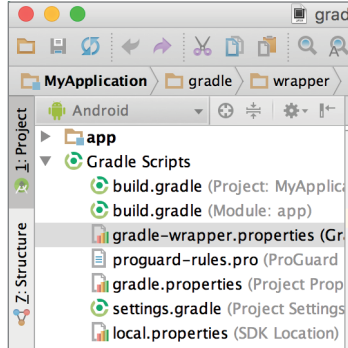 grad
MyApplication gradle wrapper
1: Project
Android
app
Gradle Scripts
build.gradle (Project: MyApplica
build.gradle (Module: app)
gradle-wrapper.properties (Gr
proguard-rules.pro (ProGuard
gradle.properties (Project Prop
settings.gradle (Project Settings
local.properties (SDK Location)
Z: Structure